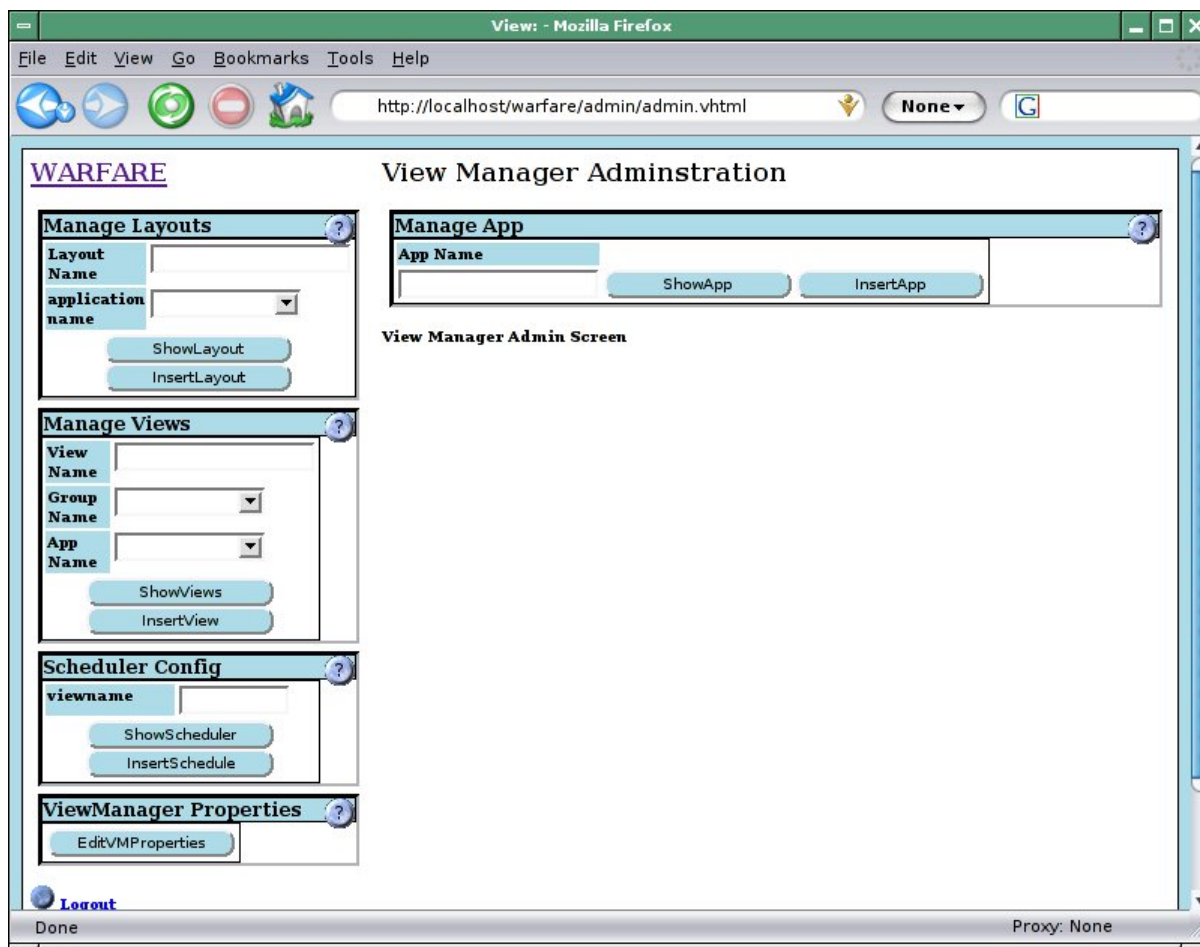 View: - Mozilla Firefox
File Edit View Go Bookmarks Tools Help
http://localhost/warfare/admin/admin.vhtml None G
WARFARE
View Manager Adminstration
Manage Layouts ?
Layout
Name
application
name
ShowLayout
InsertLayout
Manage Views ?
View
Name
Group
Name
App
Name
ShowViews
InsertView
Scheduler Config ?
viewname
ShowScheduler
InsertSchedule
ViewManager Properties ?
EditVMProperties
Logout
Manage App ?
App Name
ShowApp InsertApp
View Manager Admin Screen
Done Proxy: None